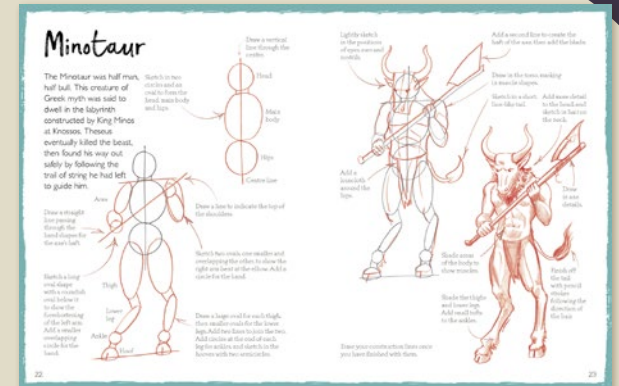 Minotaur
The Minotaur was half man,
half bull. This creature of
Greek myth was said to
dwell in the labyrinth
constructed by King Minos
at Knossos. Theseus
eventually killed the beast,
then found his way out
safely by following the
trail of string he had left
to guide him.
Draw a vertical
line through the
center.
Sketch in two
circles and an
oval to form the
head, main body
and hips.
Head
Main
body
Hips
Centre line
Arm
Draw a line to indicate the top of
the shoulders.
Draw a straight
line passing
through the
hand shapes for
the axe's haft.
Sketch two ovals, one smaller and
overlapping the other to show the
right arm bent at the elbow. Add a
circle for the hand.
Sketch a long
oval shape
with a roundish
oval below it
to show the
foreshortening
of the left arm.
Add a smaller
overlapping
circle for the
hand.
Thigh
Lower
leg
Ankle
Hoof
Draw a large oval for each thigh,
then smaller ovals for the lower
legs. Add two lines to join the two.
Add circles at the end of each
leg for ankles and sketch in the
hooves with two semicircles.
22
Lightly sketch
in the positions
of eyes and
nostrils.
Add a second line to create the
haft of the axe then add the blade.
Draw in the torso, making
in muscle shapes.
Sketch in a short,
line-like tail.
Add more detail
to the head and
sketch in hair on
the neck.
Add a
loincloth
around the
hips.
Draw
in axe
details.
Shade areas
of the body to
show muscles.
Shade the thighs
and lower legs.
Add small tufts
to the ankles.
Finish off
the tail
with pencil
strokes
following the
direction of
the hair.
Erase your construction lines once
you have finished with them.
23